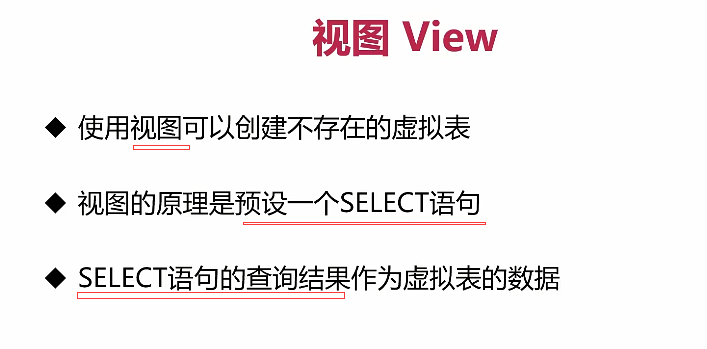 视图 View
◆ 使用视图可以创建不存在的虚拟表
◆ 视图的原理是预设一个SELECT语句
◆ SELECT语句的查询结果作为虚拟表的数据